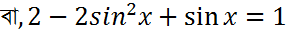 বা, 2 − 2sin²x + sin x = 1